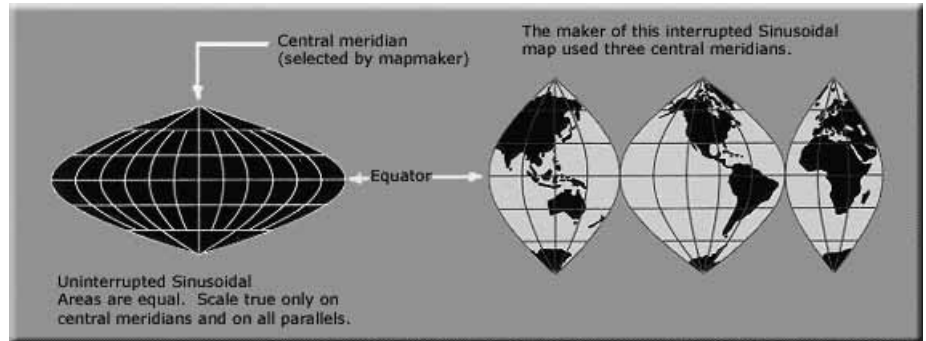 Central meridian
(selected by mapmaker)
The maker of this interrupted Sinusoidal
map used three central meridians.
Equator
Uninterrupted Sinusoidal
Areas are equal.  Scale true only on
central meridians and on all parallels.